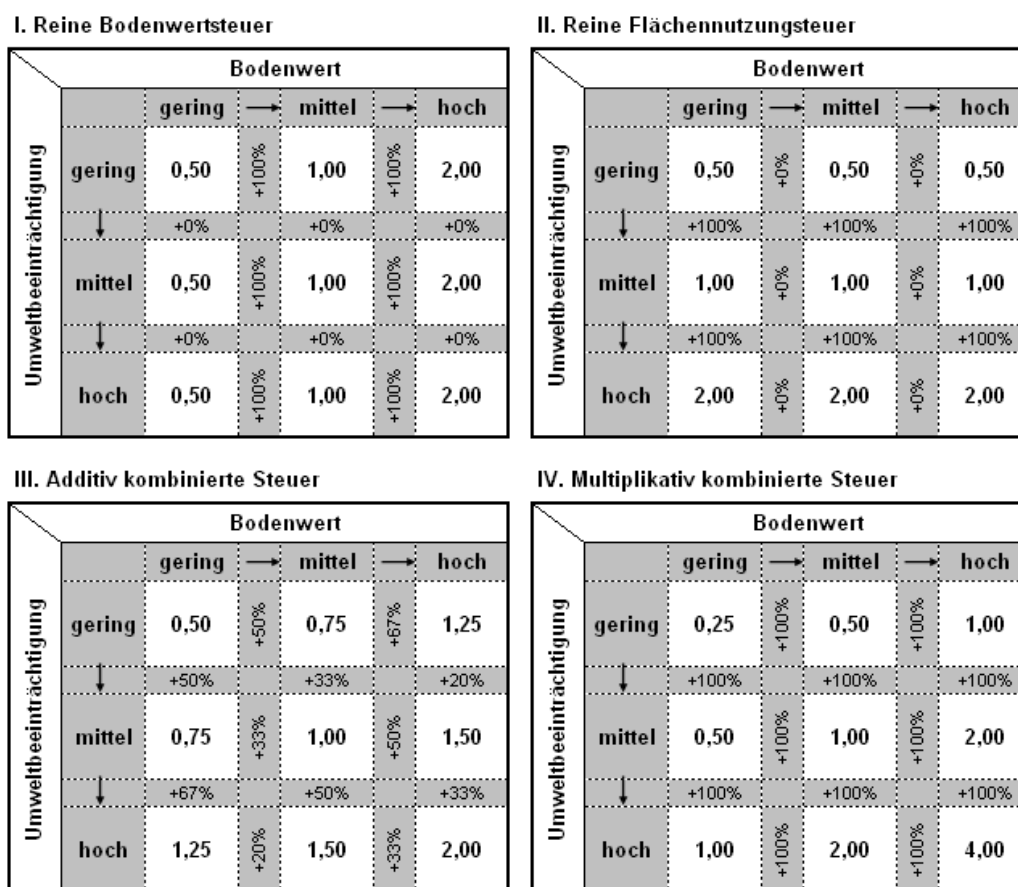 I. Reine Bodenwertsteuer
Bodenwert
Umweltbeeinträchtigung
gering → mittel → hoch
gering 0,50 +100% 1,00 +100% 2,00
↓ +0% +0% +0%
mittel 0,50 +100% 1,00 +100% 2,00
↓ +0% +0% +0%
hoch 0,50 +100% 1,00 +100% 2,00
II. Reine Flächennutzungsteuer
Bodenwert
Umweltbeeinträchtigung
gering → mittel → hoch
gering 0,50 +0% 0,50 +0% 0,50
↓ +100% +100% +100%
mittel 1,00 +0% 1,00 +0% 1,00
↓ +100% +100% +100%
hoch 2,00 +0% 2,00 +0% 2,00
III. Additiv kombinierte Steuer
Bodenwert
Umweltbeeinträchtigung
gering → mittel → hoch
gering 0,50 +50% 0,75 +67% 1,25
↓ +50% +33% +20%
mittel 0,75 +33% 1,00 +50% 1,50
↓ +67% +50% +33%
hoch 1,25 +20% 1,50 +33% 2,00
IV. Multiplikativ kombinierte Steuer
Bodenwert
Umweltbeeinträchtigung
gering → mittel → hoch
gering 0,25 +100% 0,50 +100% 1,00
↓ +100% +100% +100%
mittel 0,50 +100% 1,00 +100% 2,00
↓ +100% +100% +100%
hoch 1,00 +100% 2,00 +100% 4,00